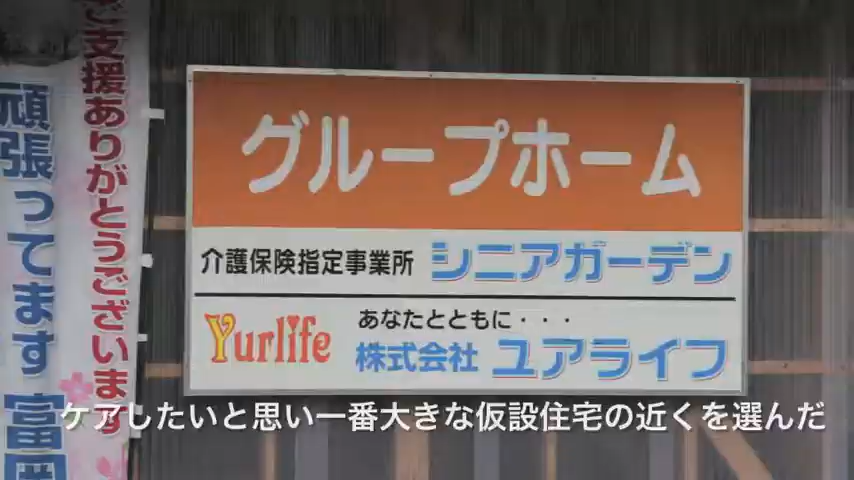 ご支援ありがとうございます
頑張ってます 富岡
グループホーム
介護保険指定事業所 シニアガーデン
Yurlife
あなたとともに・・・
株式会社 ユアライフ
ケアしたいと思い一番大きな仮設住宅の近くを選んだ